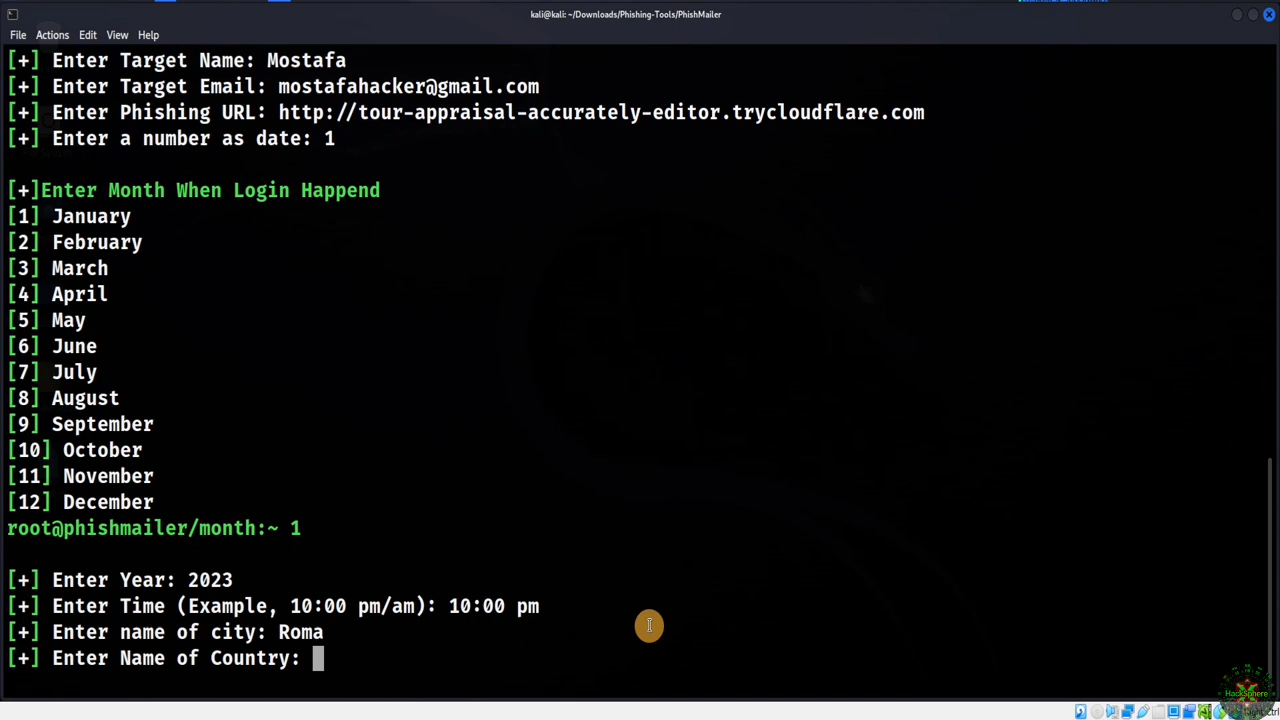 kali@kali: ~/Downloads/Phishing-Tools/PhishMailer
File Actions Edit View Help
[+] Enter Target Name: Mostafa
[+] Enter Target Email: mostafahacker@gmail.com
[+] Enter Phishing URL: http://tour-appraisal-accurately-editor.trycloudflare.com
[+] Enter a number as date: 1
[+]Enter Month When Login Happend
[1] January
[2] February
[3] March
[4] April
[5] May
[6] June
[7] July
[8] August
[9] September
[10] October
[11] November
[12] December
root@phishmailer/month:~ 1
[+] Enter Year: 2023
[+] Enter Time (Example, 10:00 pm/am): 10:00 pm
[+] Enter name of city: Roma
[+] Enter Name of Country:
HackSphere